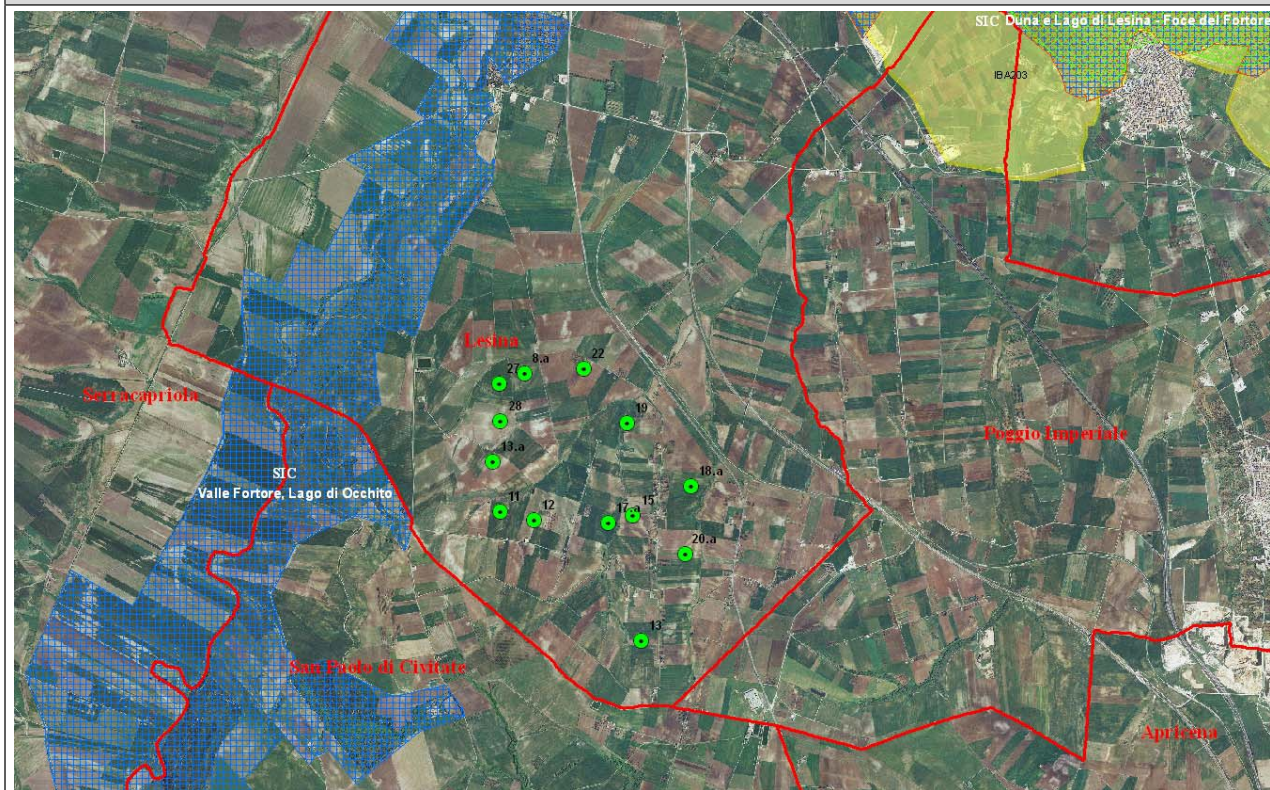 SIC Duna e Lago di Lesina - Foce del Fortore
IBA203
Lesina
8.a
22
27
Serracapriola
28
19
Poggio Imperiale
13.a
SIC
Valle Fortore, Lago di Occhito
18.a
11
12
17.a
15
20.a
13
San Paolo di Civitate
Apricena